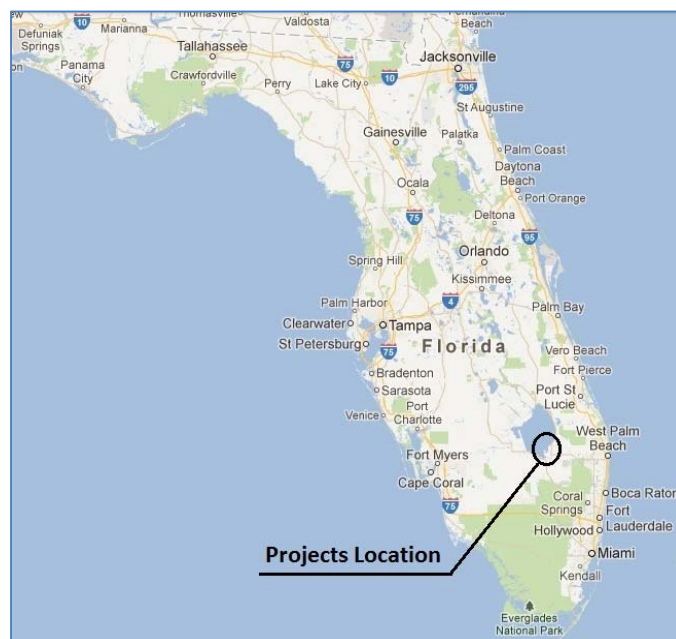 Thomasville
Valdosta
Fernandina
Beach
10
Defuniak
Springs
Marianna
Tallahassee
75
10
Jacksonville
Panama
City
Crawfordville
Perry
Lake City
295
St Augustine
Gainesville
Palatka
Palm Coast
Daytona
Beach
Ocala
Port Orange
75
Deltona
95
Orlando
Spring Hill
Kissimmee
Palm Harbor
4
Palm Bay
Clearwater
Tampa
St Petersburg
75
Florida
Vero Beach
Bradenton
Fort Pierce
Sarasota
Port St
Lucie
Venice
Port
Charlotte
West Palm
Beach
Fort Myers
Cape Coral
75
Coral
Springs
Boca Raton
Fort
Lauderdale
Hollywood
Projects Location
Miami
Kendall
Everglades
National Park